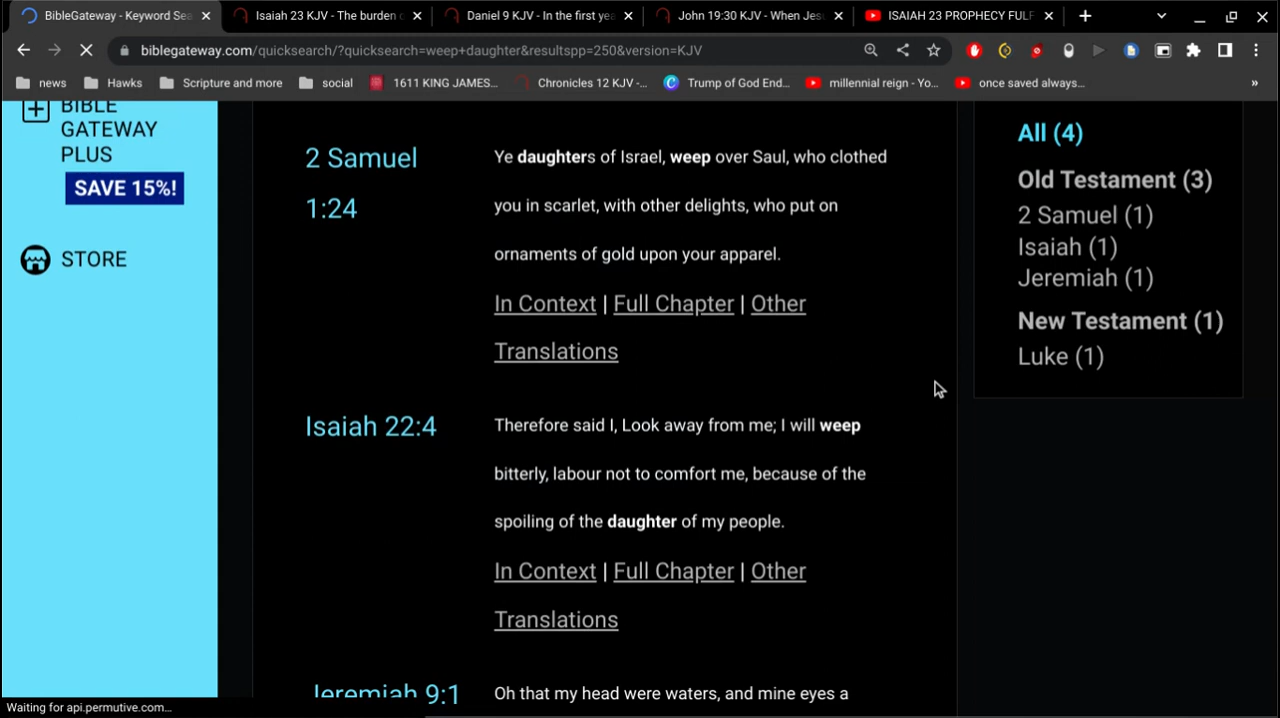 BibleGateway - Keyword Sea
Isaiah 23 KJV - The burden o
Daniel 9 KJV - In the first yea
John 19:30 KJV - When Jesu
ISAIAH 23 PROPHECY FULF
biblegateway.com/quicksearch/?quicksearch=weep+daughter&resultspp=250&version=KJV
news
Hawks
Scripture and more
social
1611 KING JAMES...
Chronicles 12 KJV -...
Trump of God End...
millennial reign - Yo...
once saved always...
»
BIBLE
GATEWAY
PLUS
SAVE 15%!
STORE
2 Samuel
1:24
Ye daughters of Israel, weep over Saul, who clothed
you in scarlet, with other delights, who put on
ornaments of gold upon your apparel.
In Context | Full Chapter | Other
Translations
Isaiah 22:4
Therefore said I, Look away from me; I will weep
bitterly, labour not to comfort me, because of the
spoiling of the daughter of my people.
In Context | Full Chapter | Other
Translations
Jeremiah 9:1
Oh that my head were waters, and mine eyes a
All (4)
Old Testament (3)
2 Samuel (1)
Isaiah (1)
Jeremiah (1)
New Testament (1)
Luke (1)
Waiting for api.permutive.com...